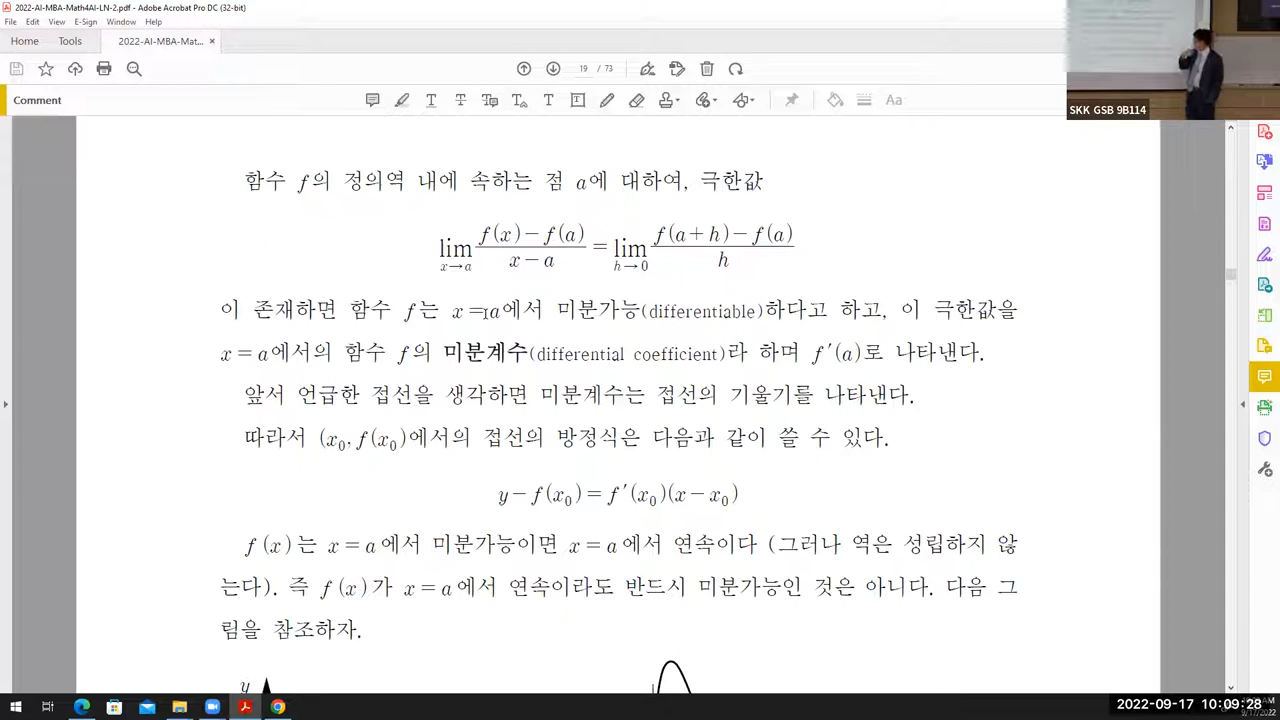 2022-AI-MBA-Math4AI-LN-2.pdf - Adobe Acrobat Pro DC (32-bit)
File Edit View E-Sign Window Help
Home Tools 2022-AI-MBA-Mat... ×
19 / 73
Comment
SKK GSB 9B114
함수 f의 정의역 내에 속하는 점 a에 대하여, 극한값
lim x→a (f(x)−f(a))/(x−a) = lim h→0 (f(a+h)−f(a))/h
이 존재하면 함수 f는 x=a에서 미분가능(differentiable)하다고 하고, 이 극한값을
x=a에서의 함수 f의 미분계수(differential coefficient)라 하며 f′(a)로 나타낸다.
앞서 언급한 접선을 생각하면 미분계수는 접선의 기울기를 나타낸다.
따라서 (x₀, f(x₀)에서의 접선의 방정식은 다음과 같이 쓸 수 있다.
y−f(x₀)=f′(x₀)(x−x₀)
f(x)는 x=a에서 미분가능이면 x=a에서 연속이다 (그러나 역은 성립하지 않
는다). 즉 f(x)가 x=a에서 연속이라도 반드시 미분가능인 것은 아니다. 다음 그
림을 참조하자.
y
2022-09-17 10:09:28